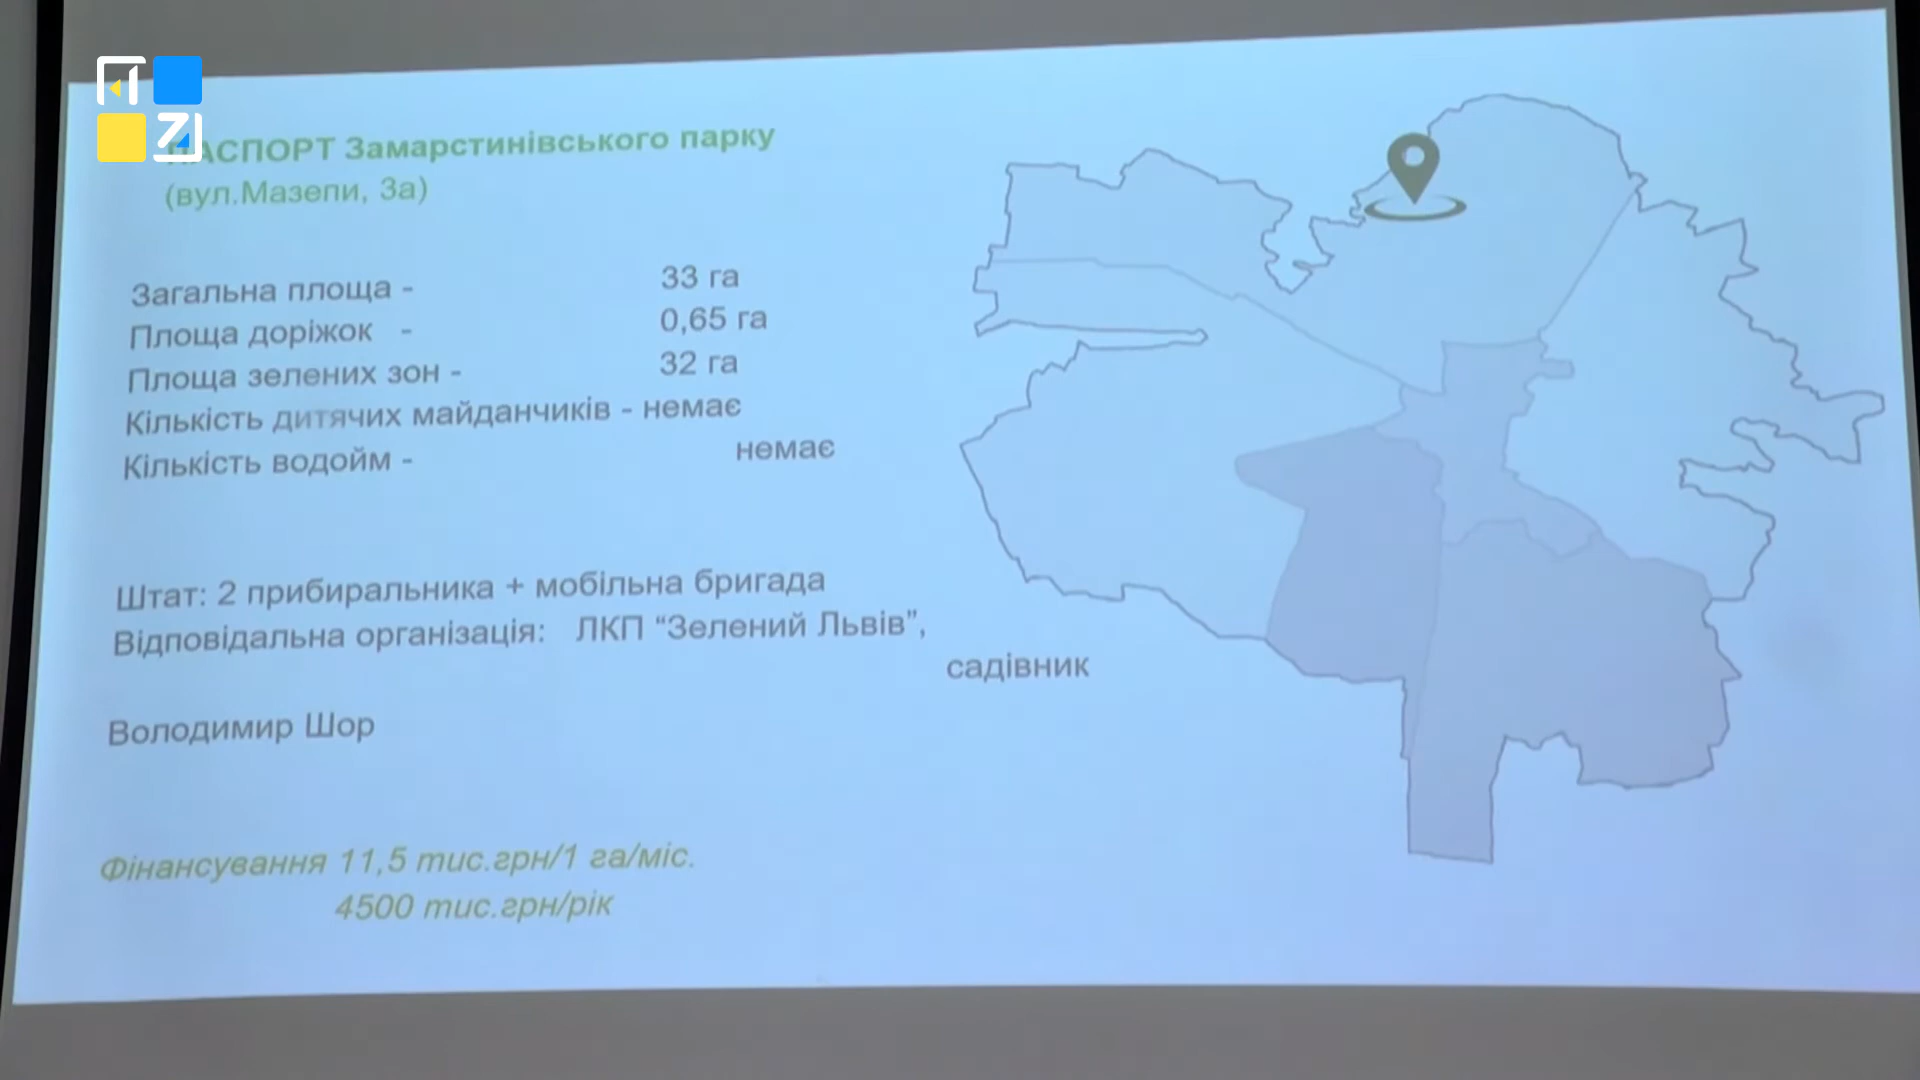 ПАСПОРТ Замарстинівського парку
(вул.Мазепи, 3а)
Загальна площа - 33 га
Площа доріжок - 0,65 га
Площа зелених зон - 32 га
Кількість дитячих майданчиків - немає
Кількість водойм - немає
Штат: 2 прибиральника + мобільна бригада
Відповідальна організація: ЛКП “Зелений Львів”,
садівник
Володимир Шор
Фінансування 11,5 тис.грн/1 га/міс.
4500 тис.грн/рік